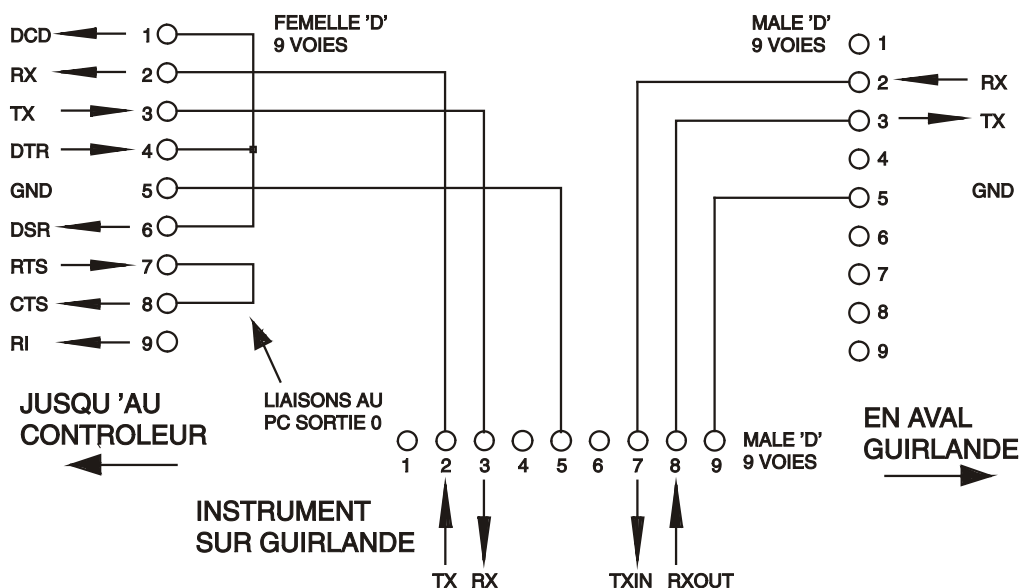 FEMELLE 'D'
9 VOIES
DCD 1
RX 2
TX 3
DTR 4
GND 5
DSR 6
RTS 7
CTS 8
RI 9
LIAISONS AU
PC SORTIE 0
JUSQU 'AU
CONTROLEUR
MALE 'D'
9 VOIES
1
2 RX
3 TX
4
5 GND
6
7
8
9
EN AVAL
GUIRLANDE
MALE 'D'
9 VOIES
1 2 3 4 5 6 7 8 9
INSTRUMENT
SUR GUIRLANDE
TX RX TXIN RXOUT